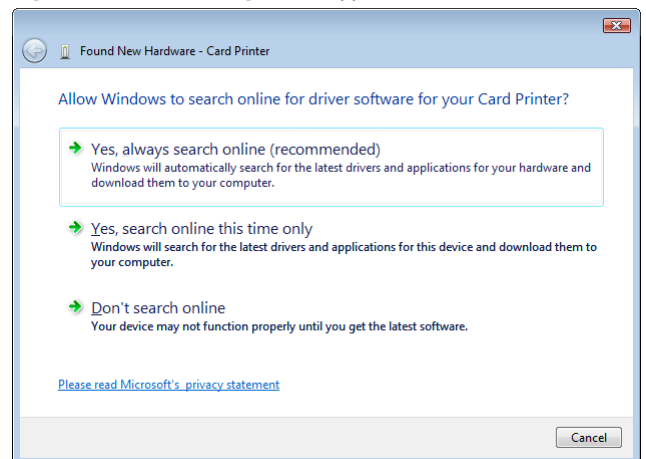 Found New Hardware - Card Printer
Allow Windows to search online for driver software for your Card Printer?
Yes, always search online (recommended)
Windows will automatically search for the latest drivers and applications for your hardware and
download them to your computer.
Yes, search online this time only
Windows will search for the latest drivers and applications for this device and download them to
your computer.
Don't search online
Your device may not function properly until you get the latest software.
Please read Microsoft's privacy statement
Cancel